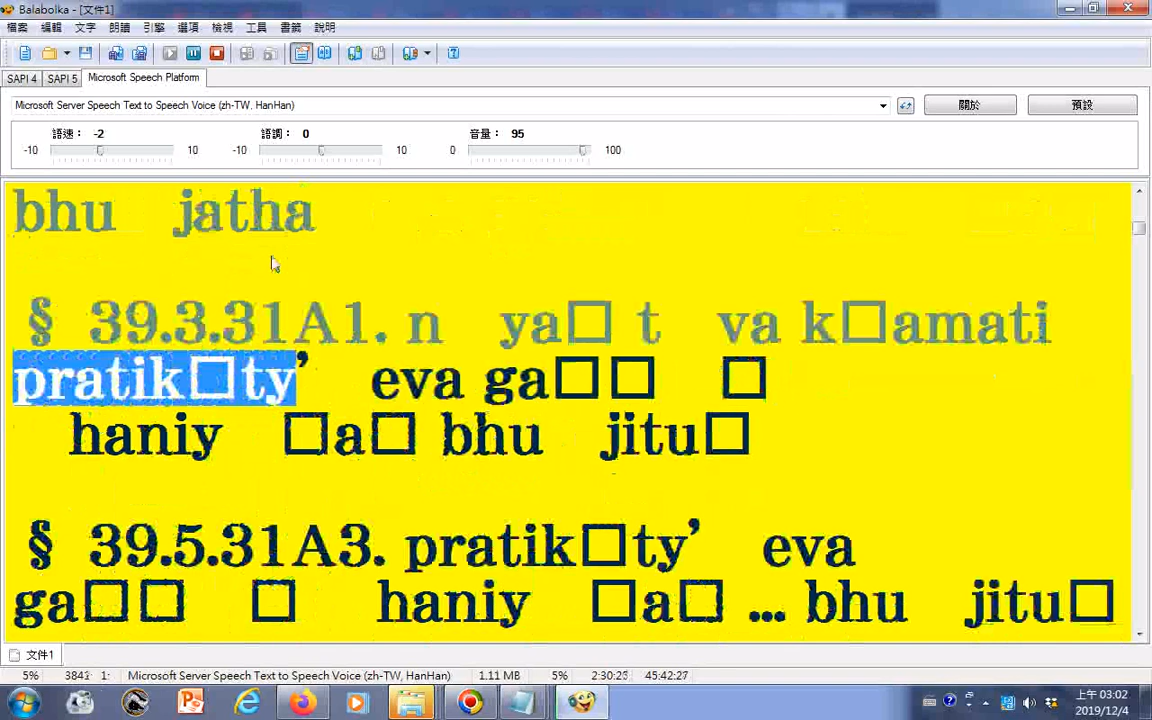 Balabolka - [文件1]
檔案 編輯 文字 朗讀 引擎 選項 檢視 工具 書籤 說明
SAPI 4 SAPI 5 Microsoft Speech Platform
Microsoft Server Speech Text to Speech Voice (zh-TW, HanHan)
關於 預設
語速： -2 語調： 0 音量： 95
-10 10 -10 10 0 100
bhu jatha
§ 39.3.31A1. n ya□ t va k□amati
pratik□ty’ eva ga□□ □
haniy □a□ bhu jitu□
§ 39.5.31A3. pratik□ty’ eva
ga□□ □ haniy □a□ ... bhu jitu□
文件1
5% 3841 1: Microsoft Server Speech Text to Speech Voice (zh-TW, HanHan) 1.11 MB 5% 2:30:23 45:42:27
上午 03:02
2019/12/4